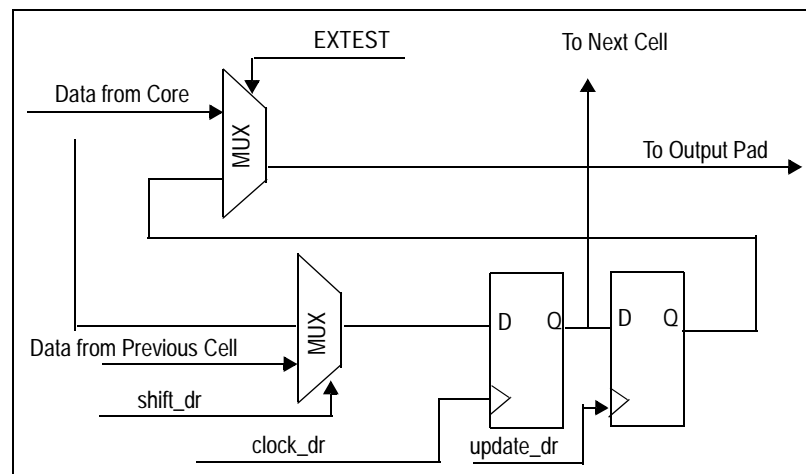 EXTEST
To Next Cell
Data from Core
MUX
To Output Pad
MUX
D Q
D Q
Data from Previous Cell
shift_dr
clock_dr
update_dr